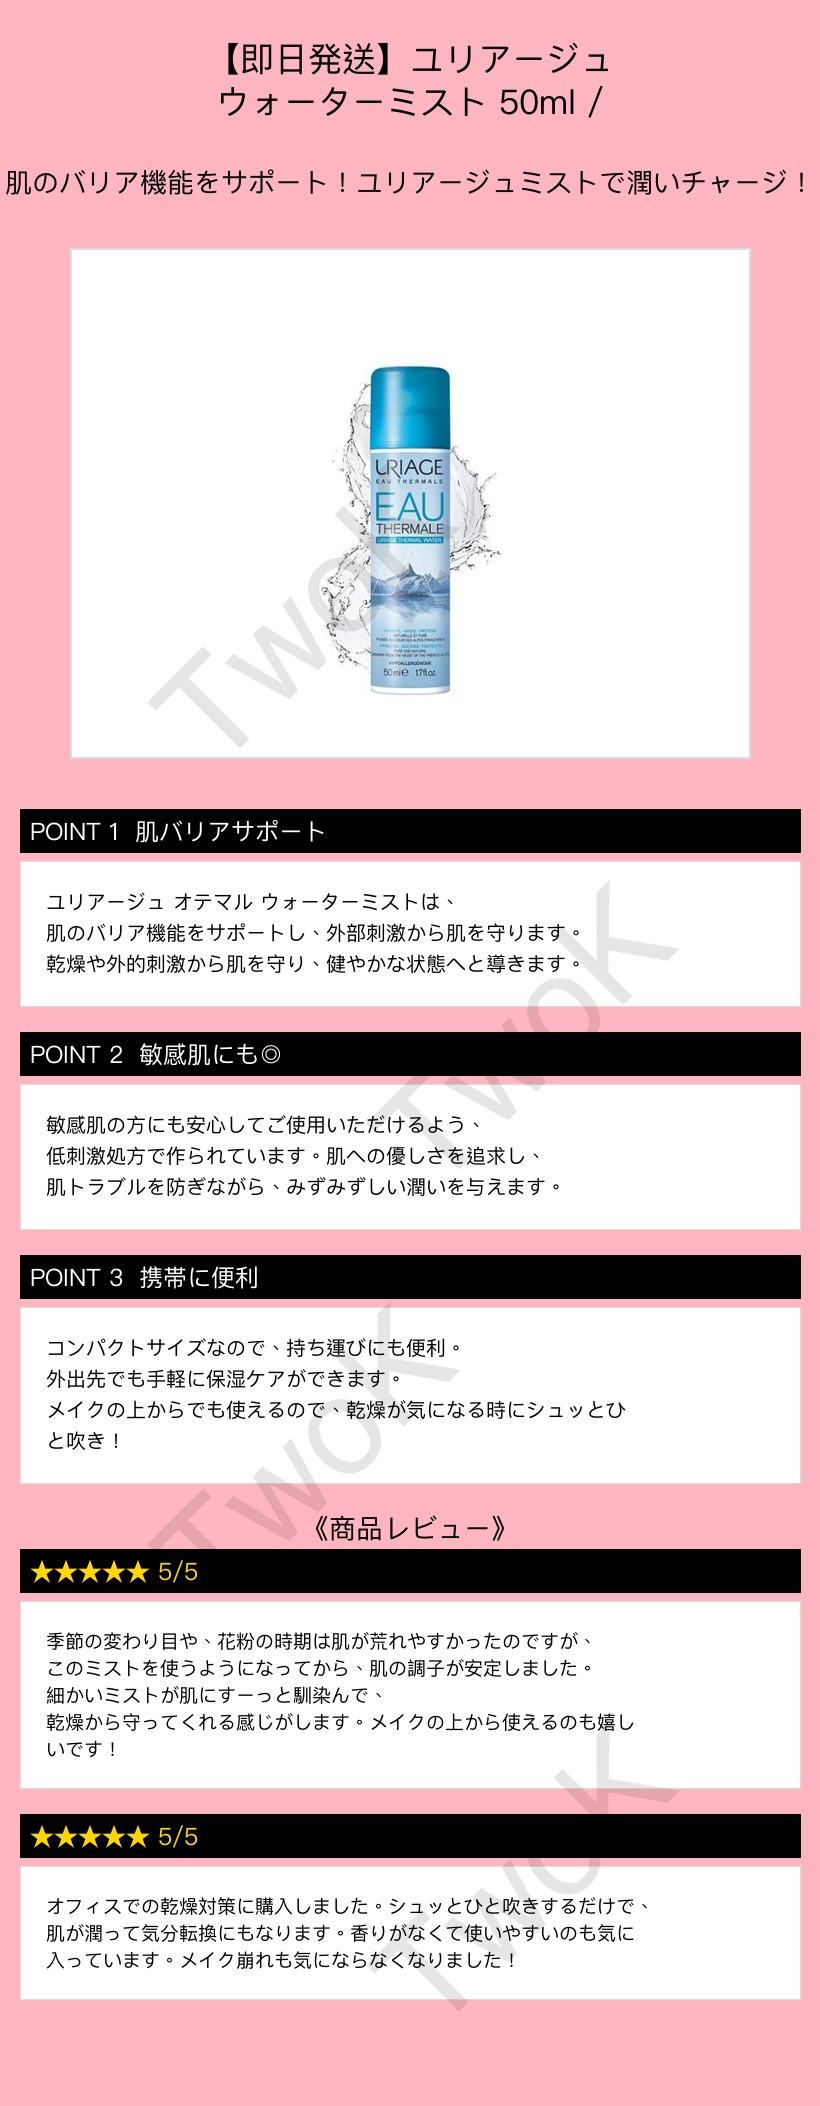 【即日発送】ユリアージュ
ウォーターミスト 50ml /
肌のバリア機能をサポート！ユリアージュミストで潤いチャージ！
URIAGE
EAU THERMALE
EAU
THERMALE
URIAGE THERMAL WATER
HYPOALLERGÉNIQUE
50ml℮ 1.7fl.oz.
TwoK
POINT 1 肌バリアサポート
ユリアージュ オテマル ウォーターミストは、
肌のバリア機能をサポートし、外部刺激から肌を守ります。
乾燥や外的刺激から肌を守り、健やかな状態へと導きます。
TwoK
POINT 2 敏感肌にも◎
敏感肌の方にも安心してご使用いただけるよう、
低刺激処方で作られています。肌への優しさを追求し、
肌トラブルを防ぎながら、みずみずしい潤いを与えます。
POINT 3 携帯に便利
コンパクトサイズなので、持ち運びにも便利。
外出先でも手軽に保湿ケアができます。
メイクの上からでも使えるので、乾燥が気になる時にシュッとひ
と吹き！
TwoK
《商品レビュー》
★★★★★ 5/5
季節の変わり目や、花粉の時期は肌が荒れやすかったのですが、
このミストを使うようになってから、肌の調子が安定しました。
細かいミストが肌にすーっと馴染んで、
乾燥から守ってくれる感じがします。メイクの上から使えるのも嬉し
いです！
★★★★★ 5/5
オフィスでの乾燥対策に購入しました。シュッとひと吹きするだけで、
肌が潤って気分転換にもなります。香りがなくて使いやすいのも気に
入っています。メイク崩れも気にならなくなりました！
TwoK